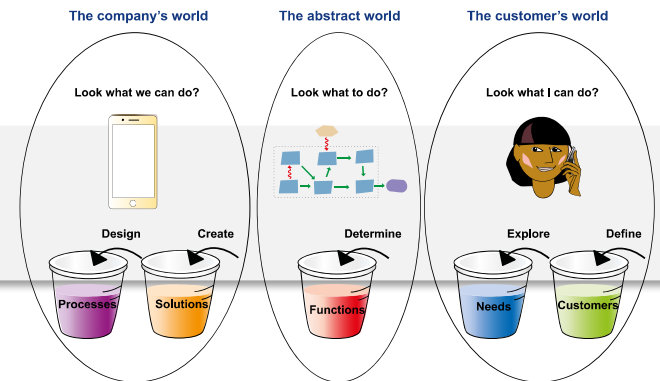 The company's world
The abstract world
The customer's world
Look what we can do?
Look what to do?
Look what I can do?
Design
Create
Determine
Explore
Define
Processes
Solutions
Functions
Needs
Customers